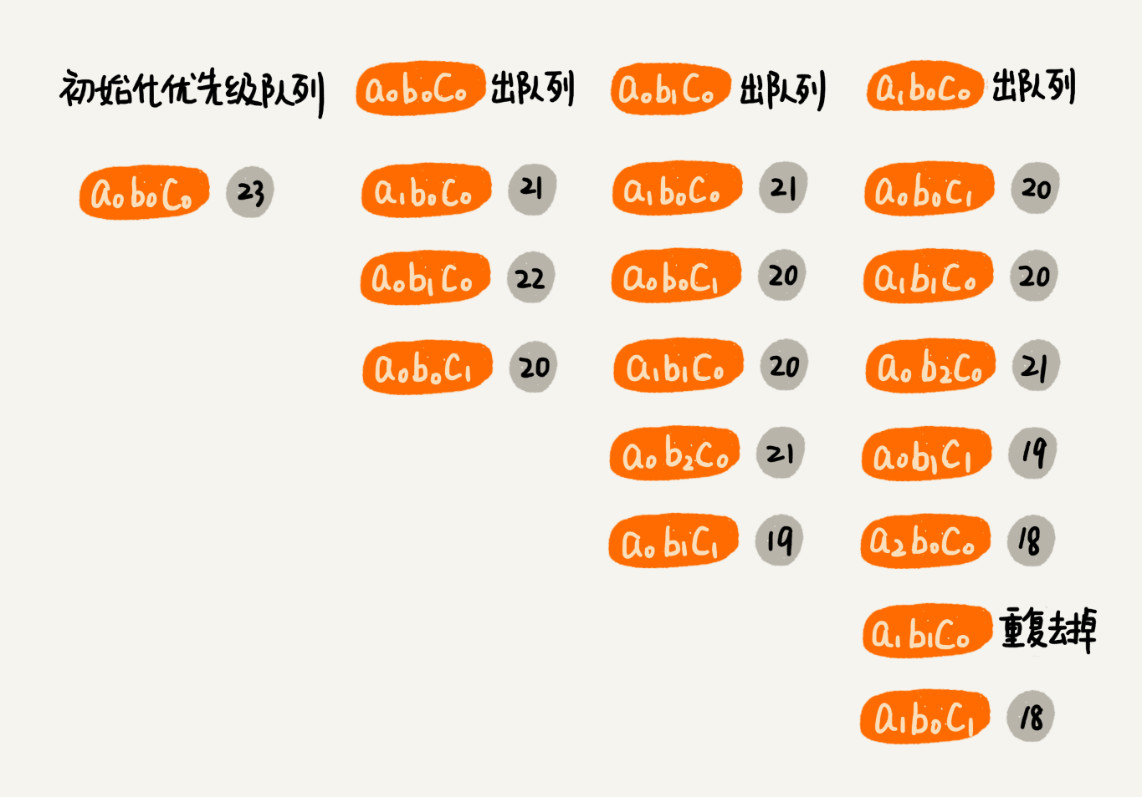 初始化优先级队列 a₀b₀c₀ 出队列 a₀b₁c₀ 出队列 a₁b₀c₀ 出队列
a₀b₀c₀ 23 a₁b₀c₀ 21 a₁b₀c₀ 21 a₀b₀c₁ 20
a₀b₁c₀ 22 a₀b₀c₁ 20 a₁b₁c₀ 20
a₀b₀c₁ 20 a₁b₁c₀ 20 a₀b₂c₀ 21
a₀b₂c₀ 21 a₀b₁c₁ 19
a₀b₁c₁ 19 a₂b₀c₀ 18
a₁b₁c₀ 重复去掉
a₁b₀c₁ 18